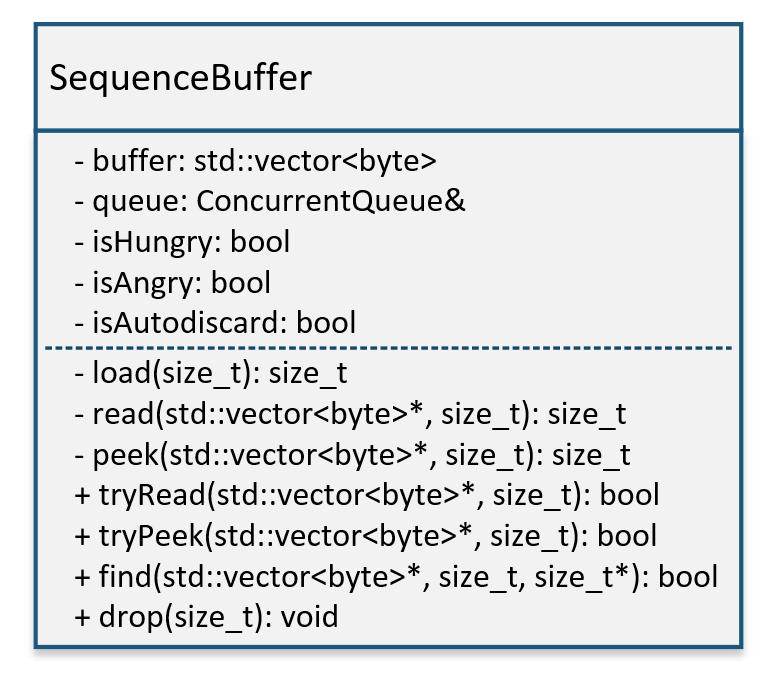 SequenceBuffer
- buffer: std::vector<byte>
- queue: ConcurrentQueue&
- isHungry: bool
- isAngry: bool
- isAutodiscard: bool
- load(size_t): size_t
- read(std::vector<byte>*, size_t): size_t
- peek(std::vector<byte>*, size_t): size_t
+ tryRead(std::vector<byte>*, size_t): bool
+ tryPeek(std::vector<byte>*, size_t): bool
+ find(std::vector<byte>*, size_t, size_t*): bool
+ drop(size_t): void